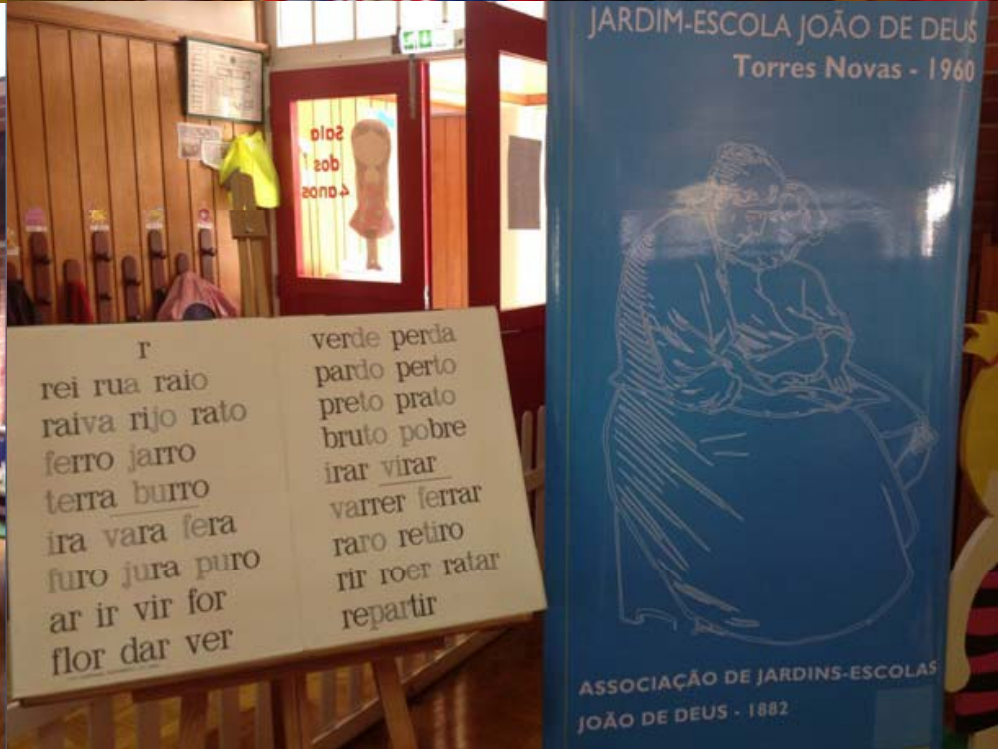 Sala
dos
4 anos
r
rei rua raio
raiva rijo rato
ferro jarro
terra burro
ira vara fera
furo jura puro
ar ir vir for
flor dar ver
verde perda
pardo perto
preto prato
bruto pobre
irar virar
varrer ferrar
raro retiro
rir roer ratar
repartir
JARDIM-ESCOLA JOÃO DE DEUS
Torres Novas - 1960
ASSOCIAÇÃO DE JARDINS-ESCOLAS
JOÃO DE DEUS - 1882